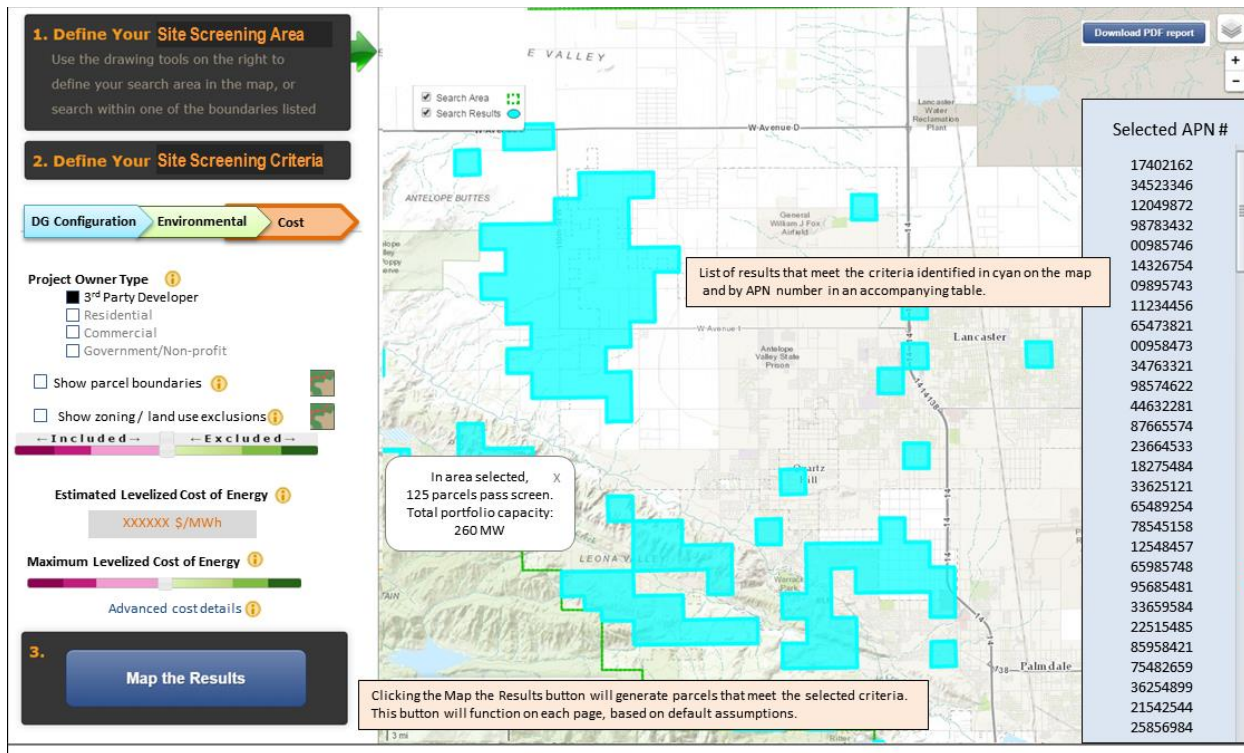 1. Define Your Site Screening Area
Use the drawing tools on the right to
define your search area in the map, or
search within one of the boundaries listed
2. Define Your Site Screening Criteria
DG Configuration
Environmental
Cost
Project Owner Type
3rd Party Developer
Residential
Commercial
Government/Non-profit
Show parcel boundaries
Show zoning / land use exclusions
←Included→ ←Excluded→
Estimated Levelized Cost of Energy
XXXXXX $/MWh
Maximum Levelized Cost of Energy
Advanced cost details
3.
Map the Results
E VALLEY
Search Area
Search Results
W Avenue D
Lancaster
Water
Reclamation
Plant
ANTELOPE BUTTES
General
William J Fox
Airfield
14
List of results that meet the criteria identified in cyan on the map
and by APN number in an accompanying table.
W Avenue I
Lancaster
Antelope
Valley State
Prison
Quartz
Hill
In area selected, X
125 parcels pass screen.
Total portfolio capacity:
260 MW
LEONA VALLEY
Warrack
Park
14
14
Palmdale
Clicking the Map the Results button will generate parcels that meet the selected criteria.
This button will function on each page, based on default assumptions.
3 mi
Download PDF report
+
−
Selected APN #
17402162
34523346
12049872
98783432
00985746
14326754
09895743
11234456
65473821
00958473
34763321
98574622
44632281
87665574
23664533
18275484
33625121
65489254
78545158
12548457
65985748
95685481
33659584
22515485
85958421
75482659
36254899
21542544
25856984